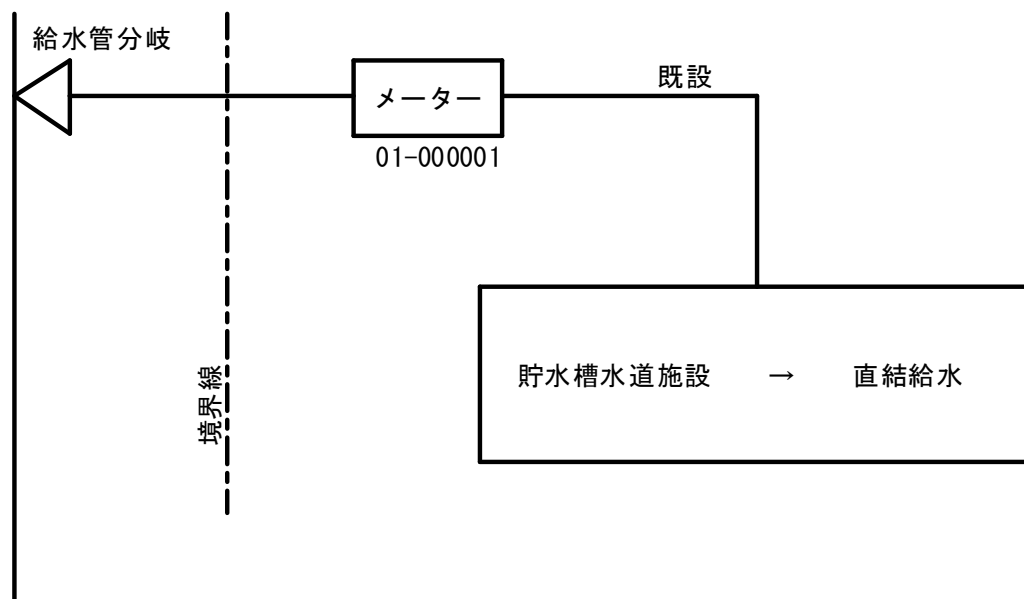 給水管分岐
既設
メーター
01-000001
貯水槽水道施設 → 直結給水
境界線